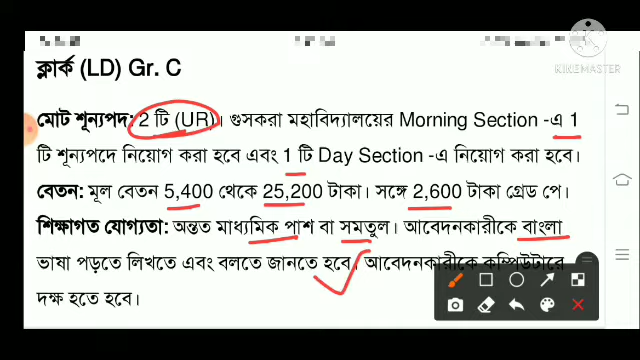 ক্লার্ক (LD) Gr. C
KINEMASTER
মোট শূন্যপদ: 2 টি (UR)। গুসকরা মহাবিদ্যালয়ের Morning Section -এ 1
টি শূন্যপদে নিয়োগ করা হবে এবং 1 টি Day Section -এ নিয়োগ করা হবে।
বেতন: মূল বেতন 5,400 থেকে 25,200 টাকা। সঙ্গে 2,600 টাকা গ্রেড পে।
শিক্ষাগত যোগ্যতা: অন্তত মাধ্যমিক পাশ বা সমতুল। আবেদনকারীকে বাংলা
ভাষা পড়তে লিখতে এবং বলতে জানতে হবে। আবেদনকারীকে কম্পিউটারে
দক্ষ হতে হবে।